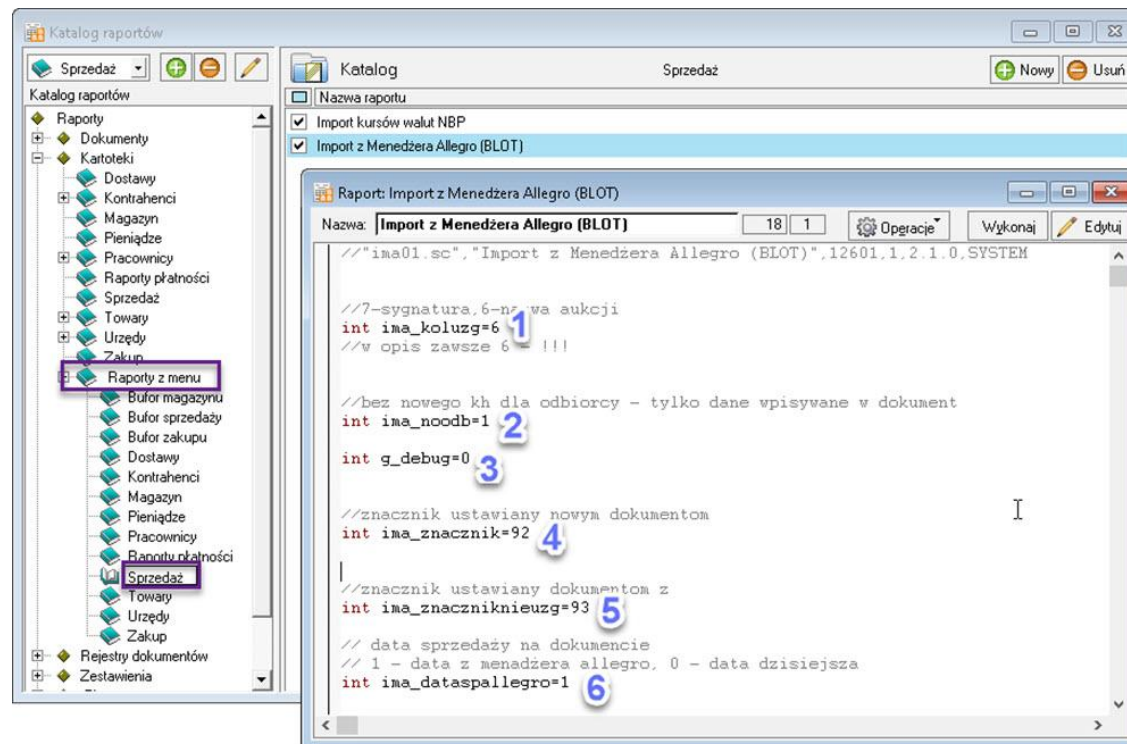 Katalog raportów
Sprzedaż
Katalog raportów
Raporty
Dokumenty
Kartoteki
Dostawy
Kontrahenci
Magazyn
Pieniądze
Pracownicy
Raporty płatności
Sprzedaż
Towary
Urzędy
Zakup
Raporty z menu
Bufor magazynu
Bufor sprzedaży
Bufor zakupu
Dostawy
Kontrahenci
Magazyn
Pieniądze
Pracownicy
Raporty płatności
Sprzedaż
Towary
Urzędy
Zakup
Rejestry dokumentów
Zestawienia
Katalog Sprzedaż Nowy Usuń
Nazwa raportu
Import kursów walut NBP
Import z Menedżera Allegro (BLOT)
Raport: Import z Menedżera Allegro (BLOT)
Nazwa: Import z Menedżera Allegro (BLOT) 18 1 Operacje Wykonaj Edytuj
//"ima01.sc","Import z Menedżera Allegro (BLOT)",12601,1,2.1.0,SYSTEM
//7-sygnatura,6-nazwa aukcji
int ima_koluzg=6 1
//w opis zawsze 6 - !!!
//bez nowego kh dla odbiorcy - tylko dane wpisywane w dokument
int ima_noodb=1 2
int g_debug=0 3
//znacznik ustawiany nowym dokumentom
int ima_znacznik=92 4
//znacznik ustawiany dokumentom z
int ima_znaczniknieuzg=93 5
// data sprzedaży na dokumencie
// 1 - data z menadżera allegro, 0 - data dzisiejsza
int ima_dataspallegro=1 6